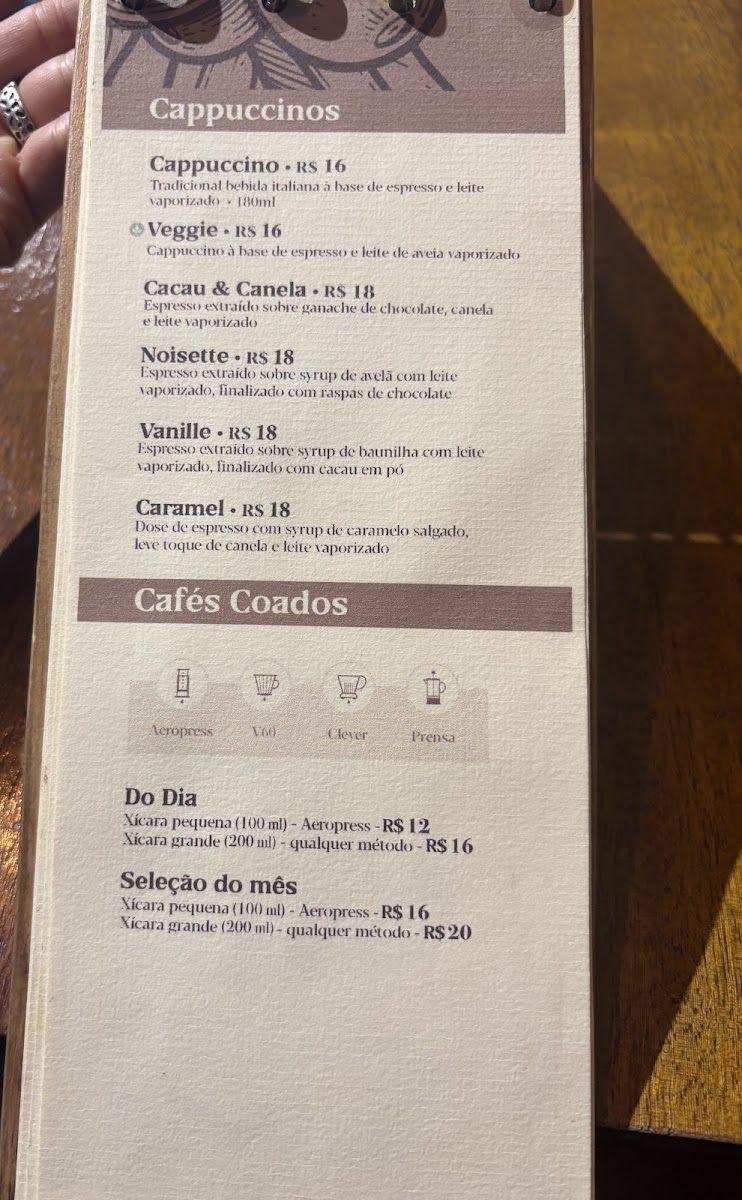 Cappuccinos
Cappuccino • R$ 16
Tradicional bebida italiana à base de espresso e leite
vaporizado • 180ml
Veggie • R$ 16
Cappuccino à base de espresso e leite de aveia vaporizado
Cacau & Canela • R$ 18
Espresso extraído sobre ganache de chocolate, canela
e leite vaporizado
Noisette • R$ 18
Espresso extraído sobre syrup de avelã com leite
vaporizado, finalizado com raspas de chocolate
Vanille • R$ 18
Espresso extraído sobre syrup de baunilha com leite
vaporizado, finalizado com cacau em pó
Caramel • R$ 18
Dose de espresso com syrup de caramelo salgado,
leve toque de canela e leite vaporizado
Cafés Coados
Aeropress V60 Clever Prensa
Do Dia
Xícara pequena (100 ml) - Aeropress - R$ 12
Xícara grande (200 ml) - qualquer método - R$ 16
Seleção do mês
Xícara pequena (100 ml) - Aeropress - R$ 16
Xícara grande (200 ml) - qualquer método - R$ 20